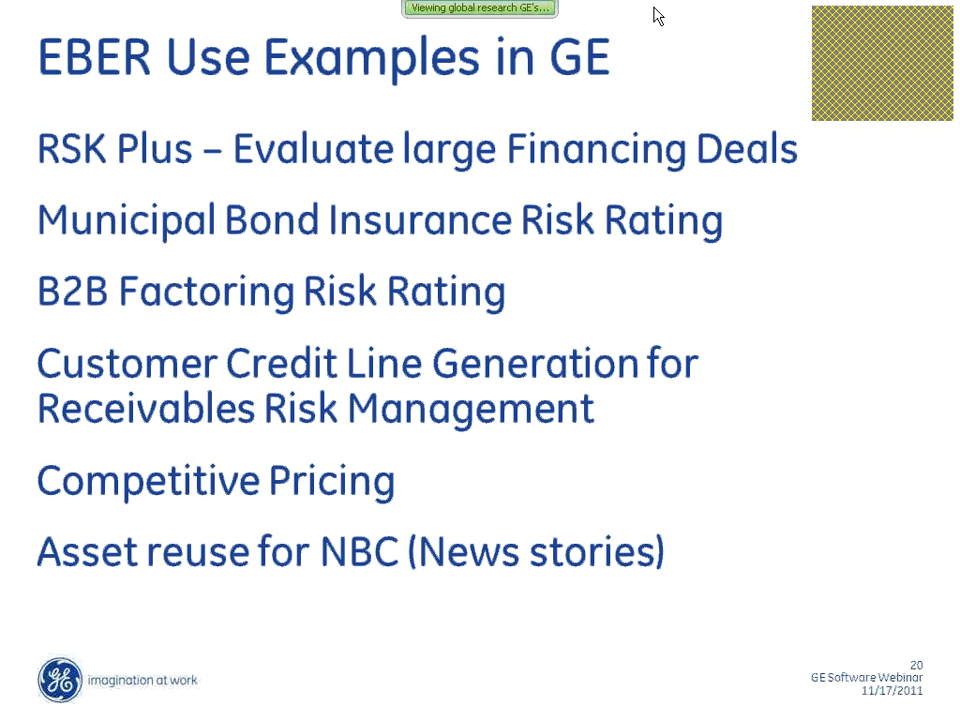 Viewing global research GE's...
EBER Use Examples in GE
RSK Plus – Evaluate large Financing Deals
Municipal Bond Insurance Risk Rating
B2B Factoring Risk Rating
Customer Credit Line Generation for
Receivables Risk Management
Competitive Pricing
Asset reuse for NBC (News stories)
imagination at work
20
GE Software Webinar
11/17/2011